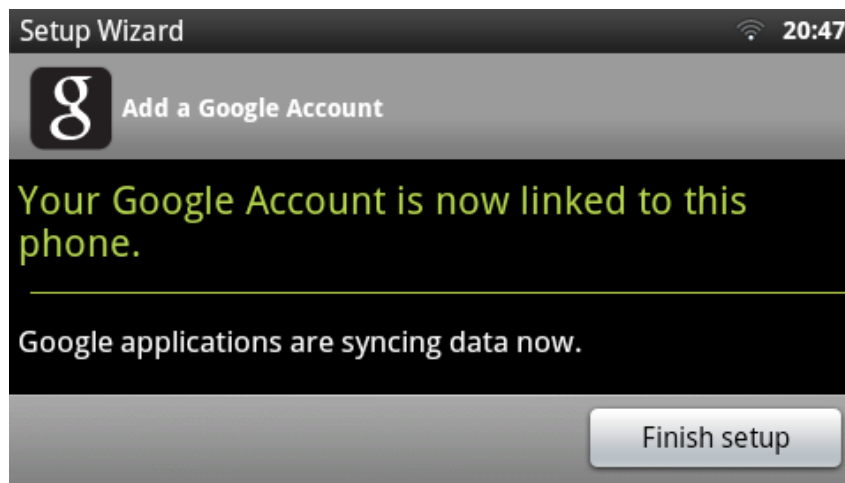 Setup Wizard 20:47
g Add a Google Account
Your Google Account is now linked to this
phone.
Google applications are syncing data now.
Finish setup